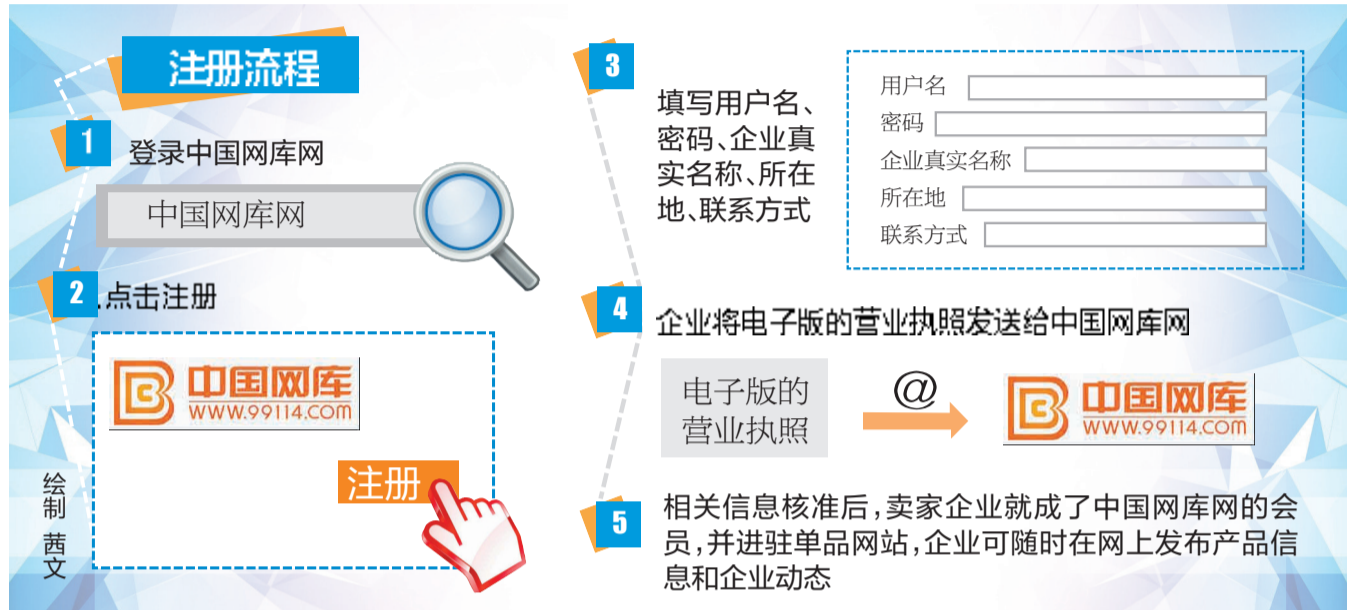 注册流程
1
登录中国网库网
中国网库网
2
.点击注册
中国网库
WWW.99114.COM
注册
绘制 茜文
3
填写用户名、
密码、企业真
实名称、所在
地、联系方式
用户名
密码
企业真实名称
所在地
联系方式
4
企业将电子版的营业执照发送给中国网库网
电子版的
营业执照
@
中国网库
WWW.99114.COM
5
相关信息核准后,卖家企业就成了中国网库网的会
员,并进驻单品网站,企业可随时在网上发布产品信
息和企业动态